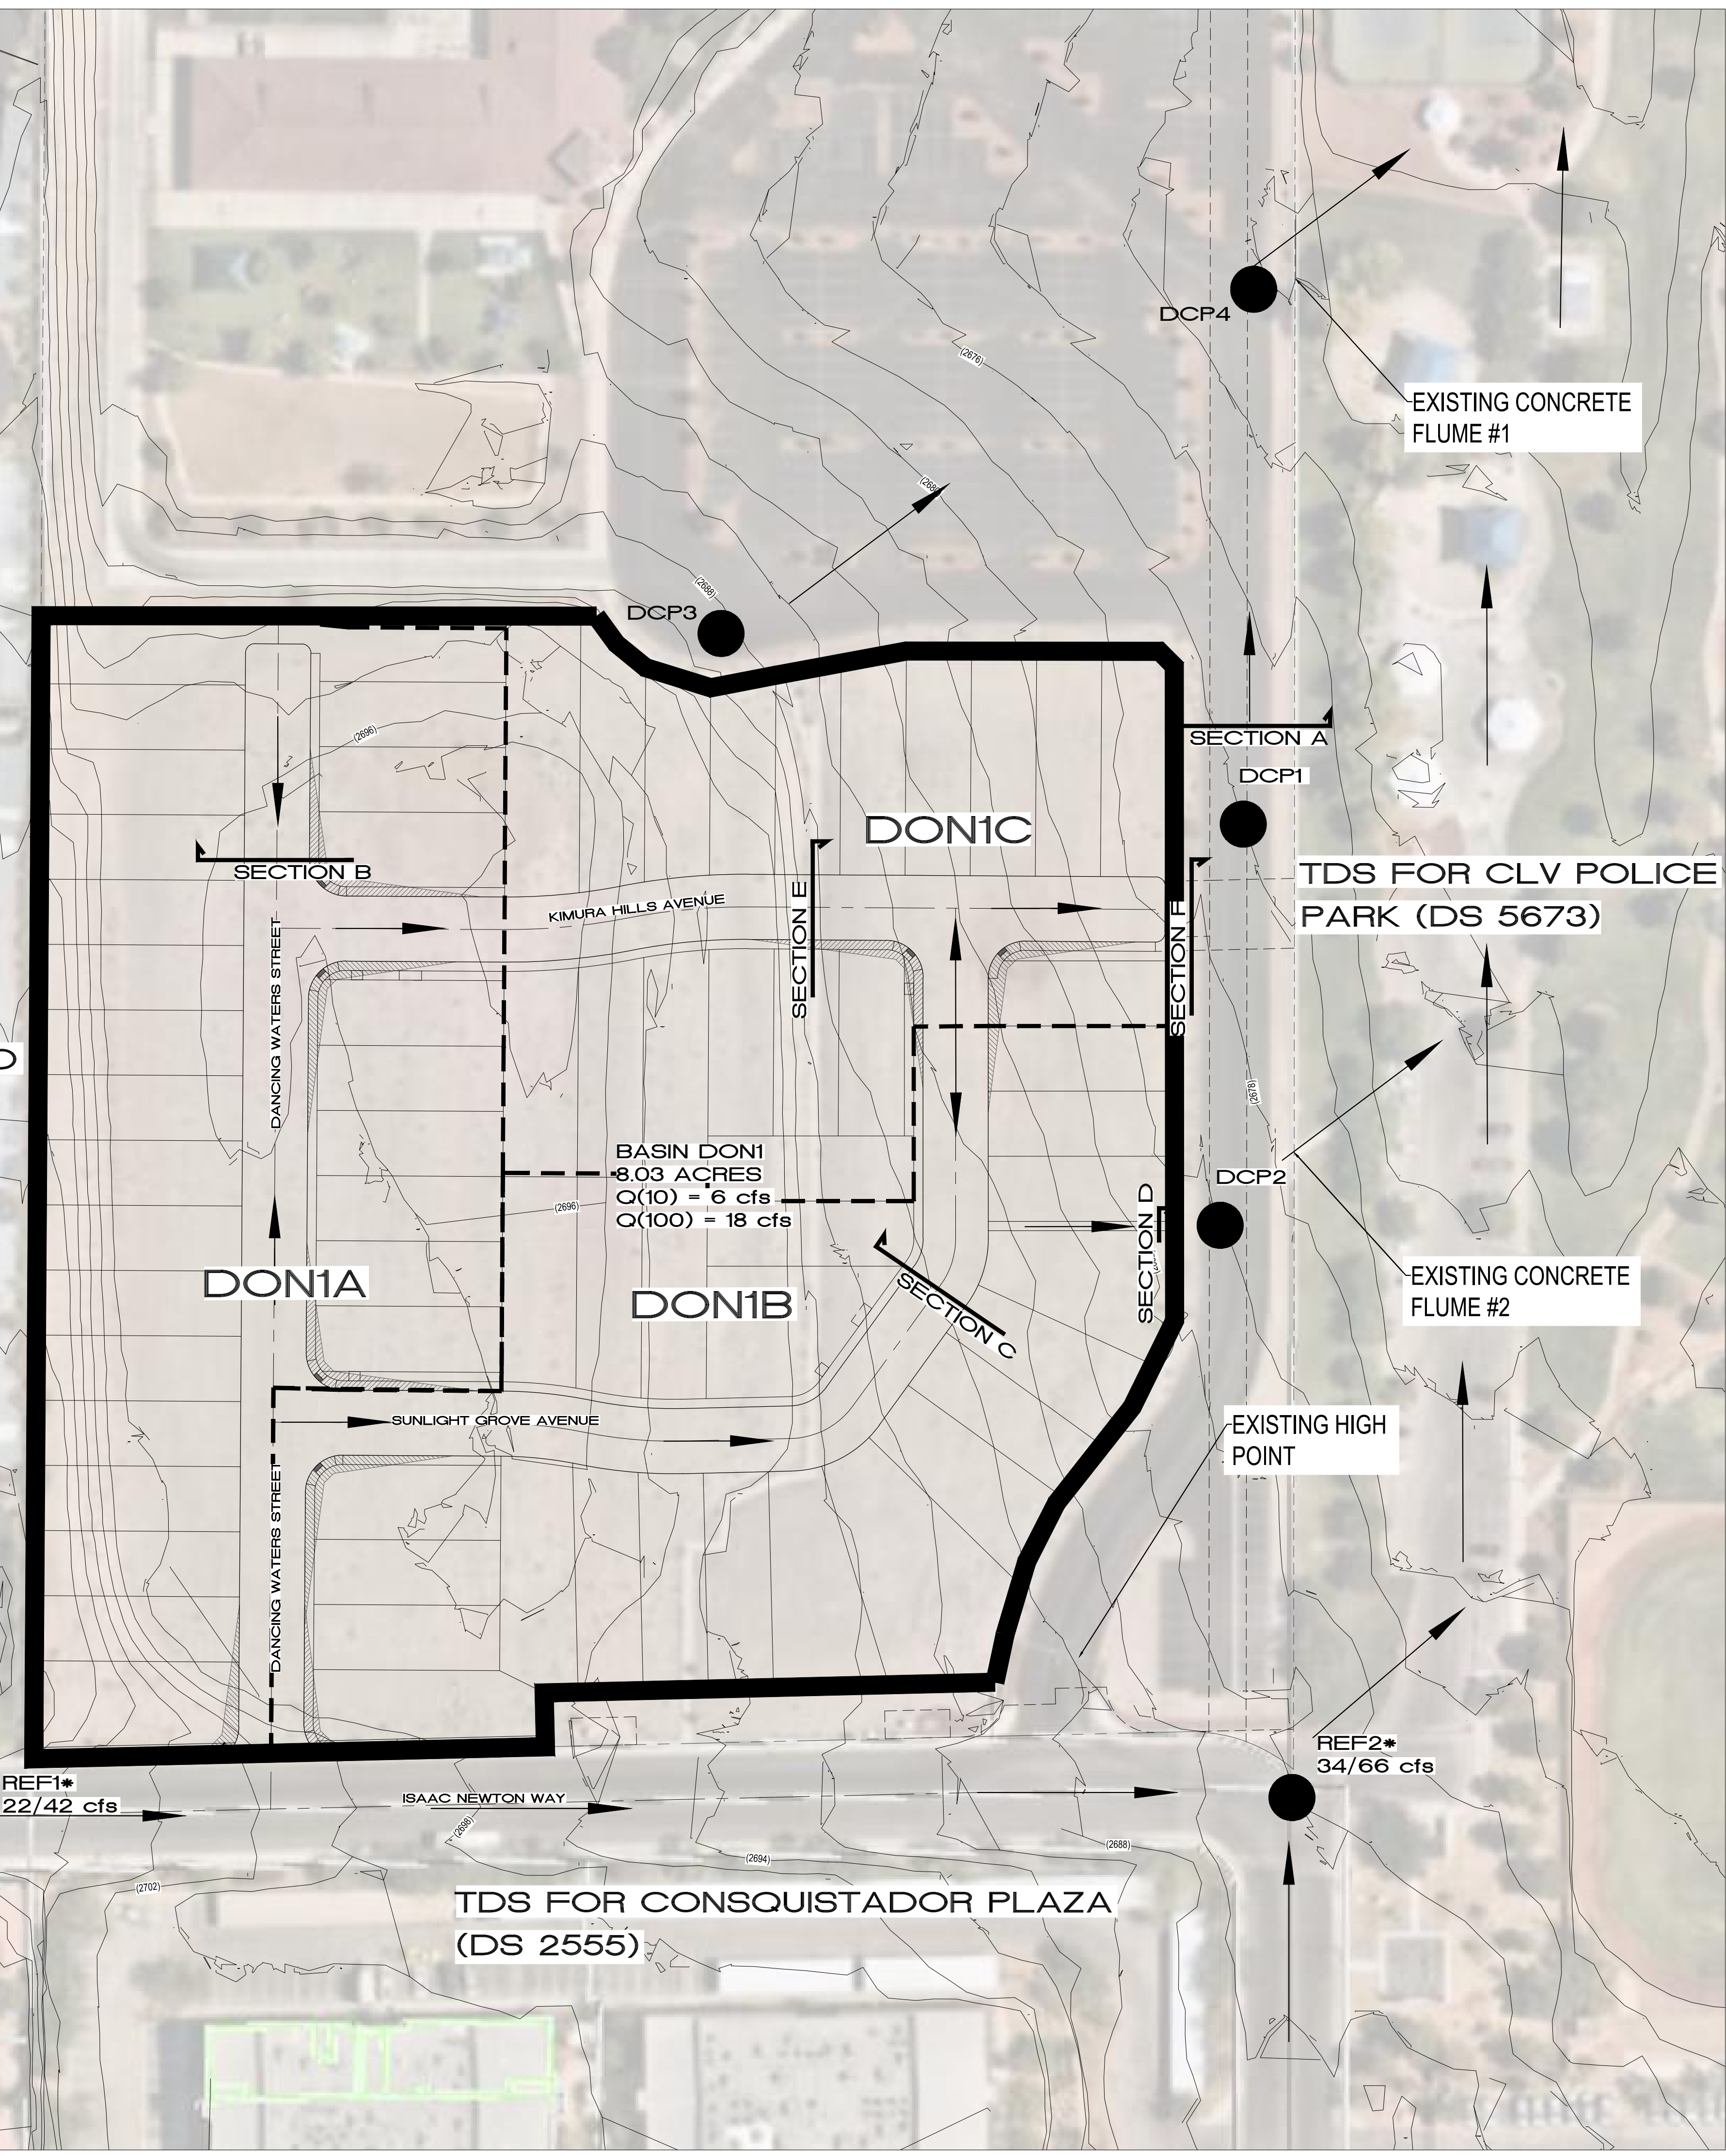 DCP4
(2676)
EXISTING CONCRETE
FLUME #1
(2688)
DCP3
(2696)
SECTION A
DCP1
DON1C
SECTION B
TDS FOR CLV POLICE
PARK (DS 5673)
KIMURA HILLS AVENUE
SECTION E
SECTION F
DANCING WATERS STREET
(2678)
BASIN DON1
8.03 ACRES
Q(10) = 6 cfs
Q(100) = 18 cfs
(2696)
DCP2
SECTION D
DON1A
DON1B
SECTION C
EXISTING CONCRETE
FLUME #2
SUNLIGHT GROVE AVENUE
EXISTING HIGH
POINT
DANCING WATERS STREET
REF2*
34/66 cfs
REF1*
22/42 cfs
ISAAC NEWTON WAY
(2698)
(2694)
(2688)
(2702)
TDS FOR CONSQUISTADOR PLAZA
(DS 2555)